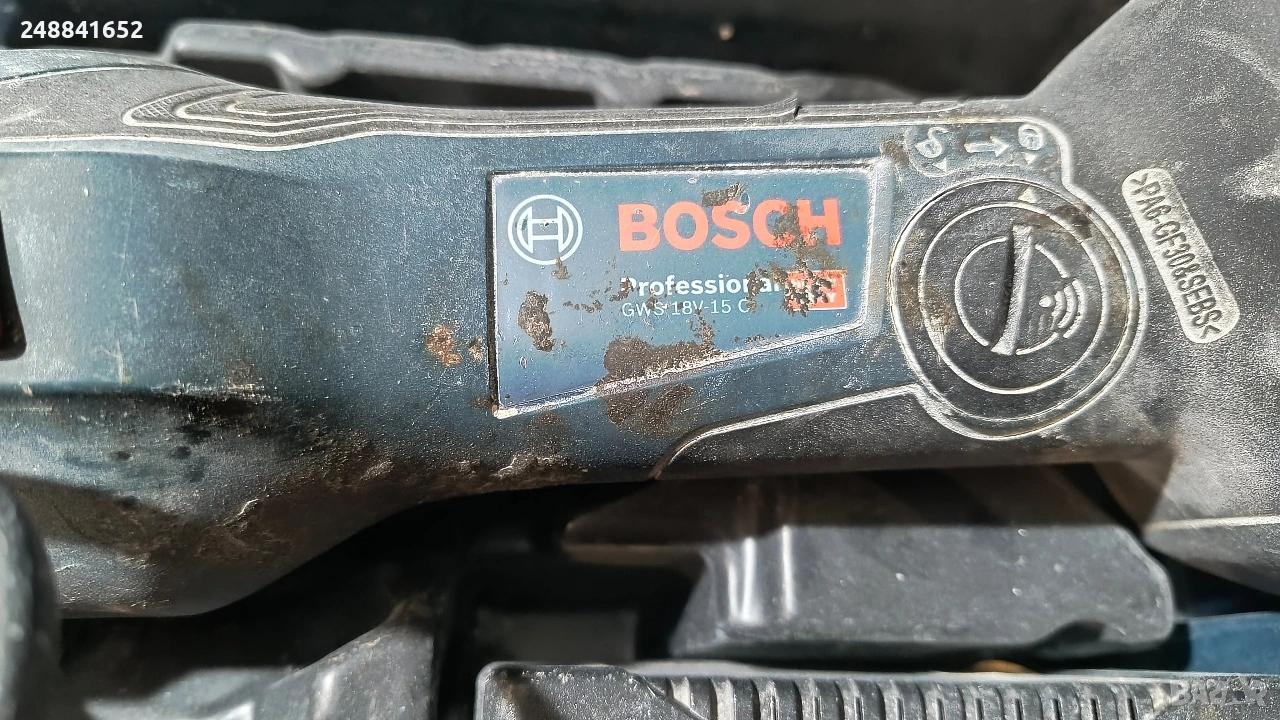 248841652
BOSCH
Professional
GWS 18V-15 C
>PA6-GF30&SEBS<